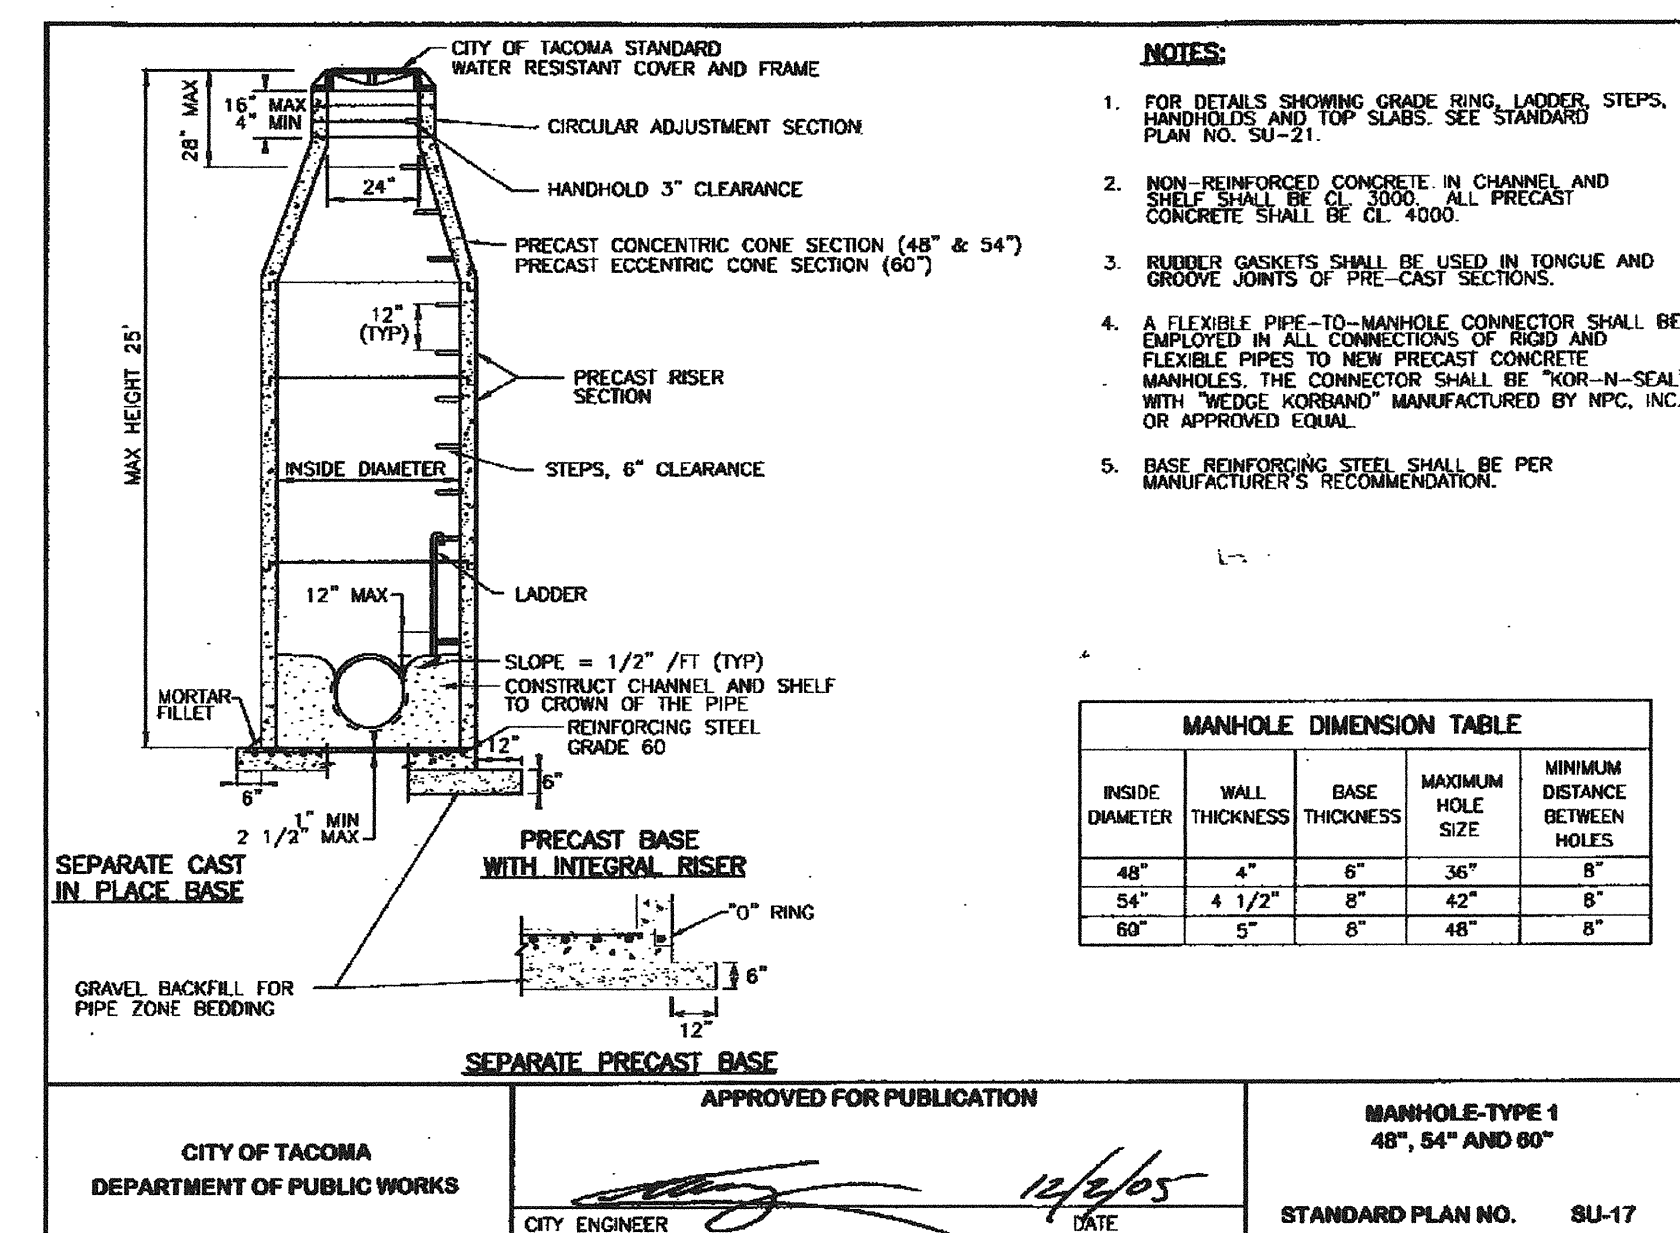 CITY OF TACOMA STANDARD
WATER RESISTANT COVER AND FRAME
28" MAX
16" MAX
4" MIN
CIRCULAR ADJUSTMENT SECTION
24"
HANDHOLD 3" CLEARANCE
PRECAST CONCENTRIC CONE SECTION (48" & 54")
PRECAST ECCENTRIC CONE SECTION (60")
12"
(TYP)
MAX HEIGHT 25'
PRECAST RISER
SECTION
INSIDE DIAMETER
STEPS, 6" CLEARANCE
12" MAX
LADDER
SLOPE = 1/2" /FT (TYP)
CONSTRUCT CHANNEL AND SHELF
TO CROWN OF THE PIPE
MORTAR
FILLET
REINFORCING STEEL
GRADE 60
12"
6"
6"
1" MIN
2 1/2" MAX
SEPARATE CAST
IN PLACE BASE
PRECAST BASE
WITH INTEGRAL RISER
"O" RING
6"
12"
GRAVEL BACKFILL FOR
PIPE ZONE BEDDING
SEPARATE PRECAST BASE
NOTES:
1. FOR DETAILS SHOWING GRADE RING, LADDER, STEPS,
HANDHOLDS AND TOP SLABS. SEE STANDARD
PLAN NO. SU-21.
2. NON-REINFORCED CONCRETE IN CHANNEL AND
SHELF SHALL BE CL. 3000. ALL PRECAST
CONCRETE SHALL BE CL. 4000.
3. RUDDER GASKETS SHALL BE USED IN TONGUE AND
GROOVE JOINTS OF PRE-CAST SECTIONS.
4. A FLEXIBLE PIPE-TO-MANHOLE CONNECTOR SHALL BE
EMPLOYED IN ALL CONNECTIONS OF RIGID AND
FLEXIBLE PIPES TO NEW PRECAST CONCRETE
MANHOLES. THE CONNECTOR SHALL BE "KOR-N-SEAL"
WITH "WEDGE KORBAND" MANUFACTURED BY NPC, INC.
OR APPROVED EQUAL
5. BASE REINFORCING STEEL SHALL BE PER
MANUFACTURER'S RECOMMENDATION.
MANHOLE DIMENSION TABLE
INSIDE DIAMETER WALL THICKNESS BASE THICKNESS MAXIMUM HOLE SIZE MINIMUM DISTANCE BETWEEN HOLES
48" 4" 6" 36" 8"
54" 4 1/2" 8" 42" 8"
60" 5" 8" 48" 8"
CITY OF TACOMA
DEPARTMENT OF PUBLIC WORKS
APPROVED FOR PUBLICATION
12/2/05
CITY ENGINEER DATE
MANHOLE-TYPE 1
48", 54" AND 60"
STANDARD PLAN NO. SU-17